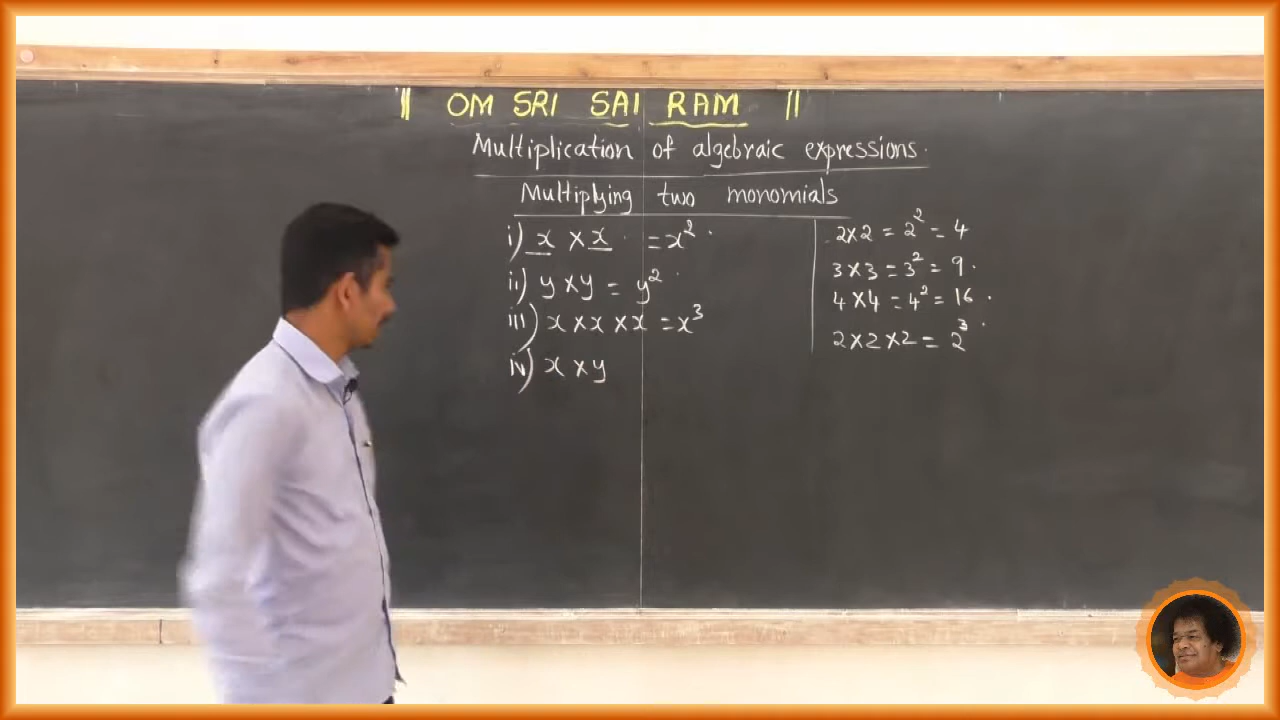 || OM SRI SAI RAM ||
Multiplication of algebraic expressions.
Multiplying two monomials
i) x × x = x²
ii) y × y = y²
iii) x × x × x = x³
iv) x × y
2×2 = 2² = 4
3×3 = 3² = 9.
4×4 = 4² = 16.
2×2×2 = 2³